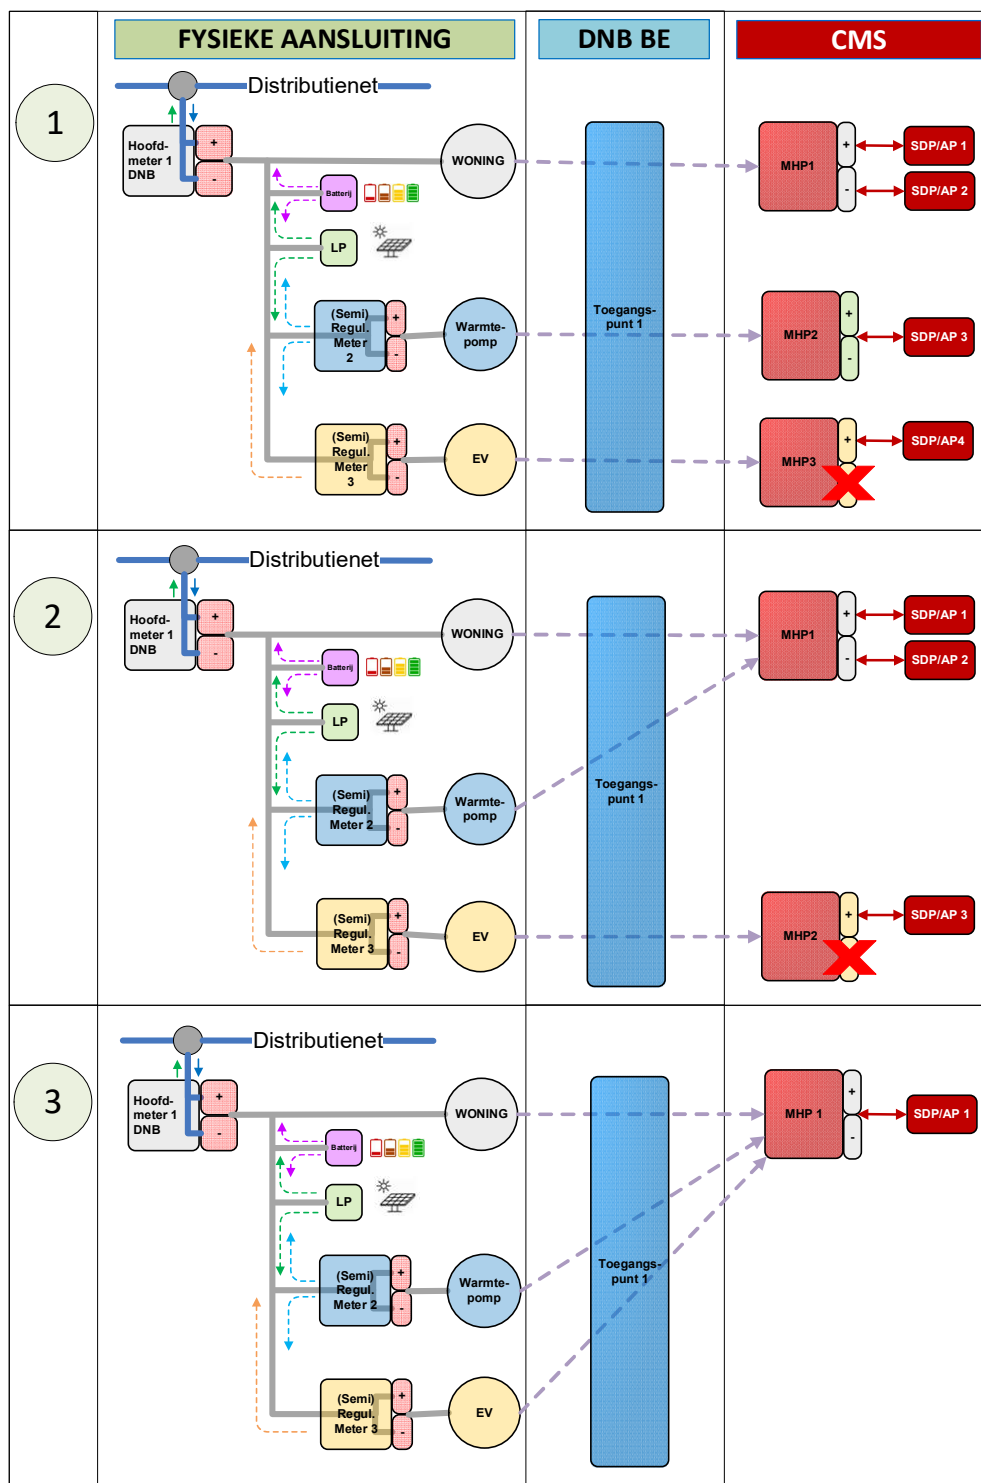 FYSIEKE AANSLUITING
DNB BE
CMS
1
Distributienet
Hoofd-
meter 1
DNB
+
-
WONING
Batterij
LP
(Semi)
Regul.
Meter
2
+
-
Warmte-
pomp
(Semi)
Regul.
Meter
3
+
-
EV
Toegangs-
punt 1
MHP1
+
-
SDP/AP 1
SDP/AP 2
MHP2
+
-
SDP/AP 3
MHP3
+
SDP/AP4
2
Distributienet
Hoofd-
meter 1
DNB
+
-
WONING
Batterij
LP
(Semi)
Regul.
Meter 2
+
-
Warmte-
pomp
(Semi)
Regul.
Meter 3
+
-
EV
Toegangs-
punt 1
MHP1
+
-
SDP/AP 1
SDP/AP 2
MHP2
+
SDP/AP 3
3
Distributienet
Hoofd-
meter 1
DNB
+
-
WONING
Batterij
LP
(Semi)
Regul.
Meter 2
+
-
Warmte-
pomp
(Semi)
Regul.
Meter 3
+
-
EV
Toegangs-
punt 1
MHP 1
+
-
SDP/AP 1